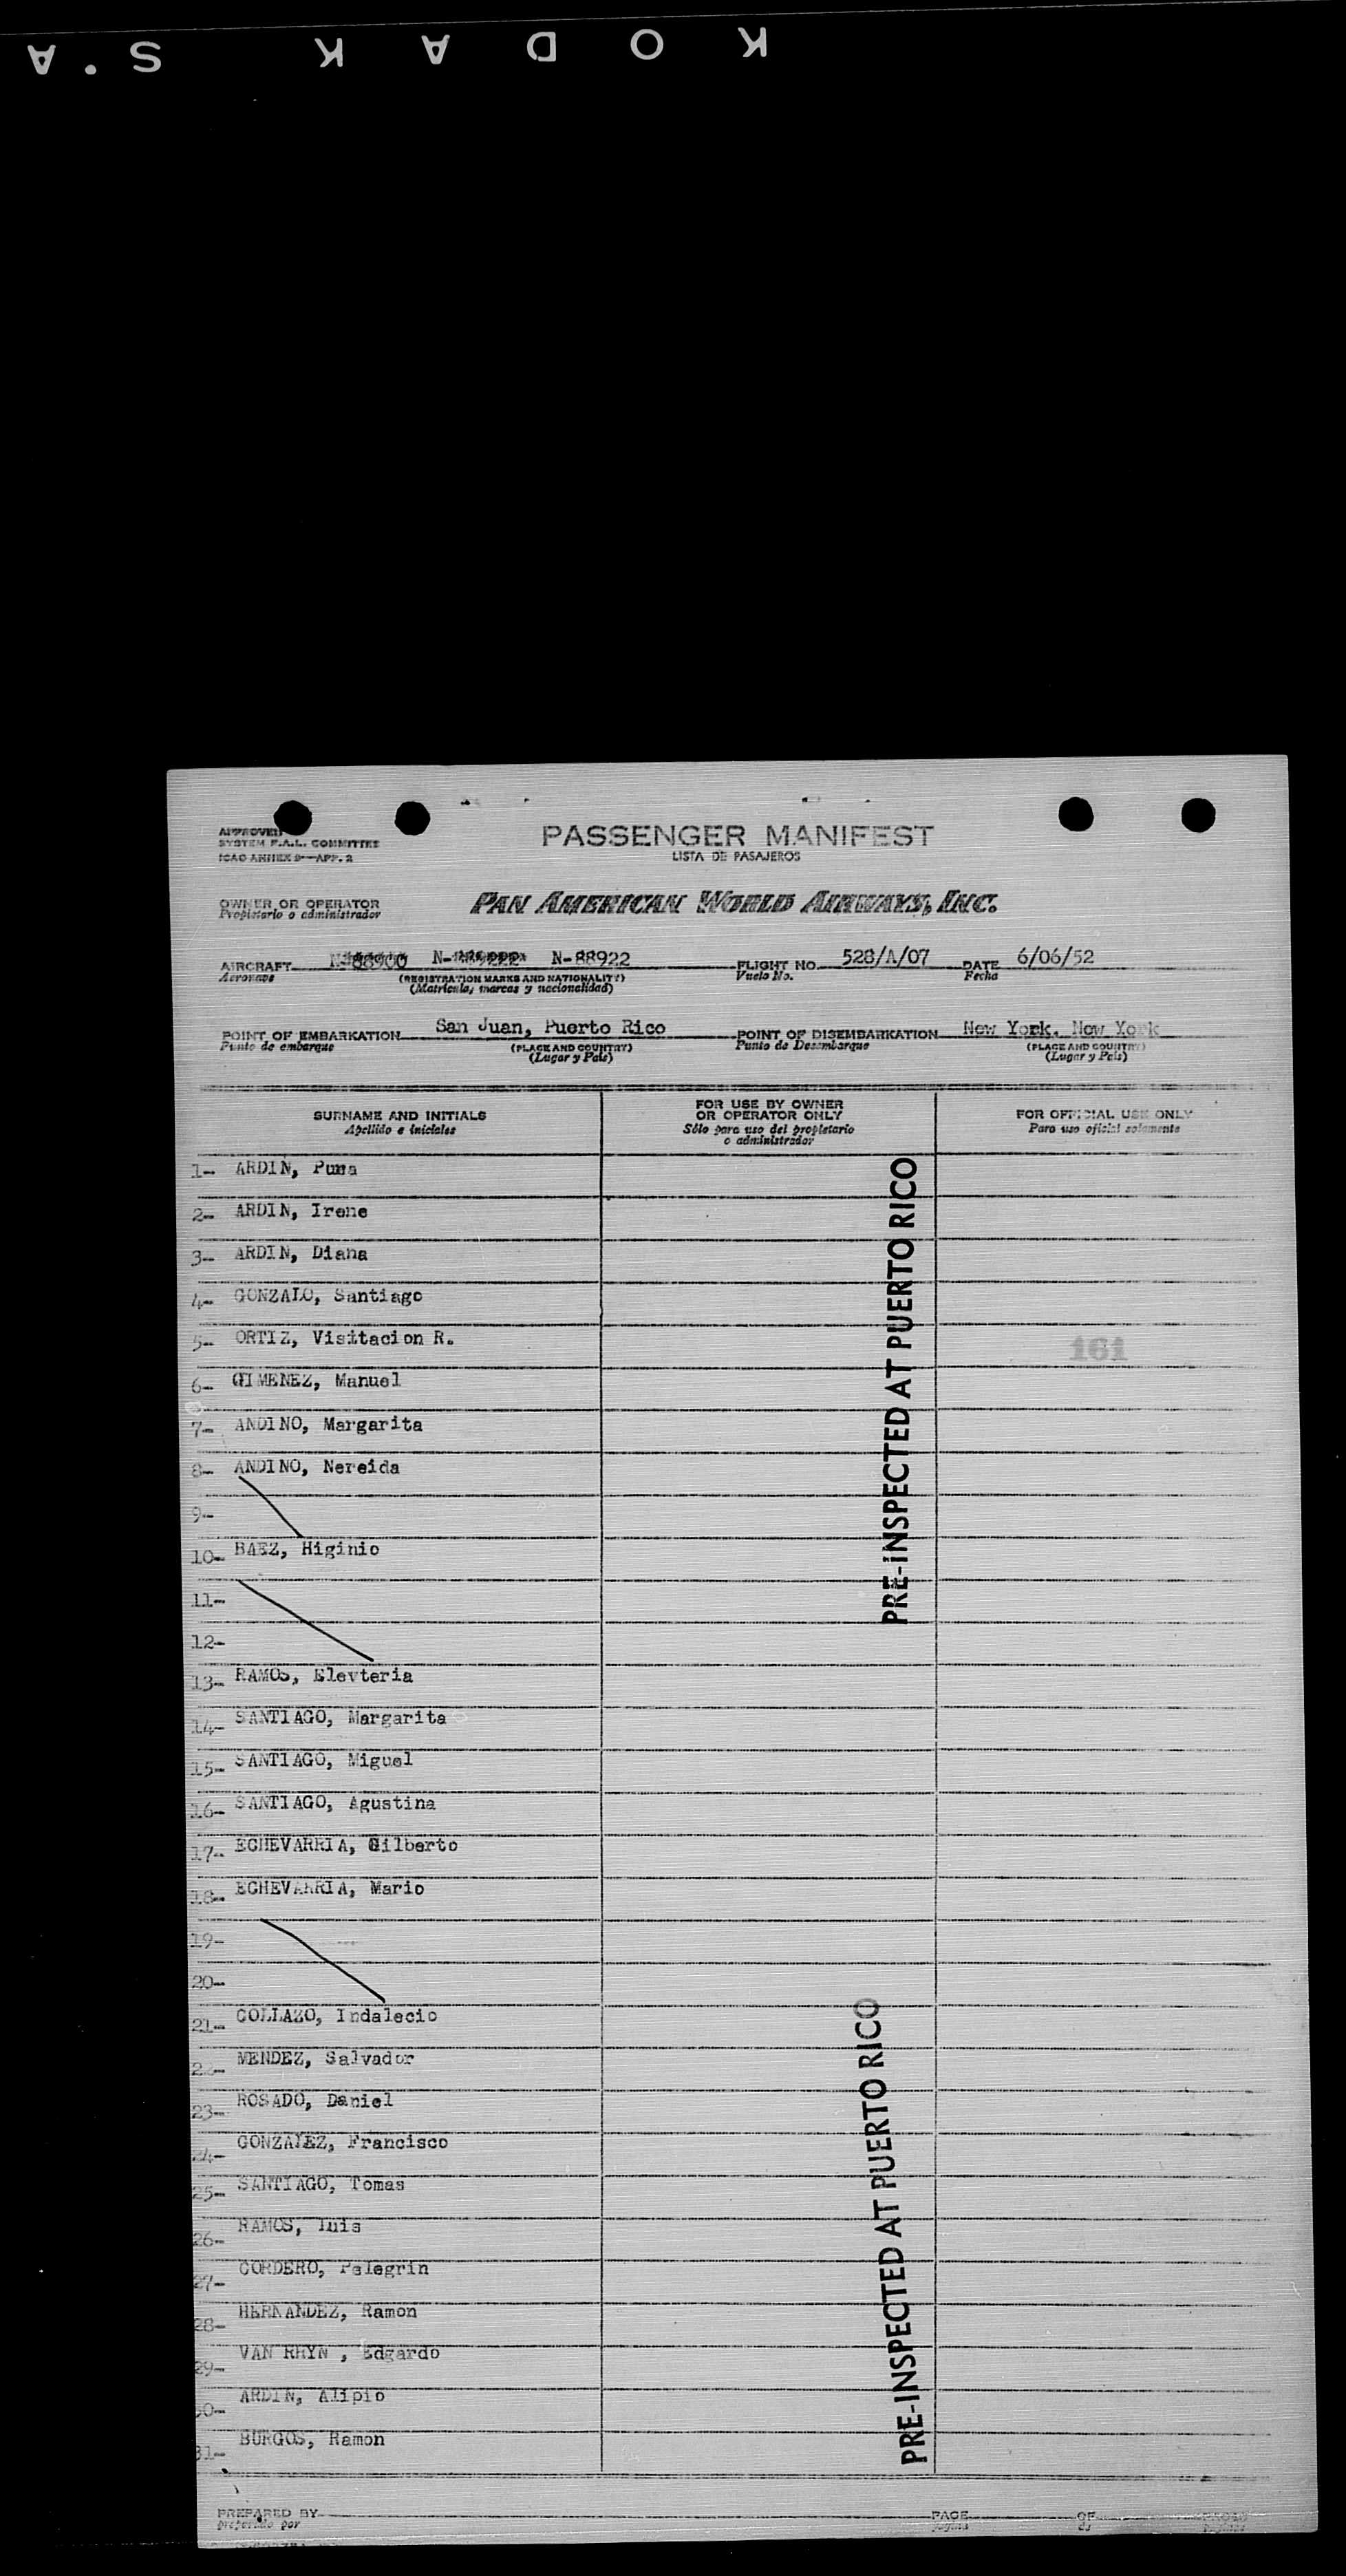 KODAK S.A
APPROVED
SYSTEM F.A.L. COMMITTEE
ICAO ANNEX 9—APP. 2
PASSENGER MANIFEST
LISTA DE PASAJEROS
OWNER OR OPERATOR
Propietario o administrador
PAN AMERICAN WORLD AIRWAYS, INC.
AIRCRAFT N-88900 N-88922 FLIGHT NO. 528/A/07 DATE 6/06/52
Aeronave (REGISTRATION MARKS AND NATIONALITY) Vuelo No. Fecha
(Matrícula, marcas y nacionalidad)
POINT OF EMBARKATION San Juan, Puerto Rico POINT OF DISEMBARKATION New York, New York
Punto de embarque (PLACE AND COUNTRY) Punto de Desembarque (PLACE AND COUNTRY)
(Lugar y País) (Lugar y País)
SURNAME AND INITIALS
Apellido e iniciales
FOR USE BY OWNER
OR OPERATOR ONLY
Sólo para uso del propietario
o administrador
FOR OFFICIAL USE ONLY
Para uso oficial solamente
1- ARDIN, Pura
2- ARDIN, Irene
3- ARDIN, Diana
4- GONZALO, Santiago
5- ORTIZ, Visitacion R.
161
6- GIMENEZ, Manuel
7- ANDINO, Margarita
8- ANDINO, Nereida
9-
10- BAEZ, Higinio
PRE-INSPECTED AT PUERTO RICO
11-
12-
13- RAMOS, Elevteria
14- SANTIAGO, Margarita
15- SANTIAGO, Miguel
16- SANTIAGO, Agustina
17- ECHEVARRIA, Gilberto
18- ECHEVARRIA, Mario
19-
20-
21- COLLAZO, Indalecio
22- MENDEZ, Salvador
23- ROSADO, Daniel
24- GONZALEZ, Francisco
25- SANTIAGO, Tomas
26- RAMOS, Luis
27- CORDERO, Pelegrin
28- HERNANDEZ, Ramon
29- VAN RHYN , Edgardo
30- ARDIN, Alipio
31- BURGOS, Ramon
PRE-INSPECTED AT PUERTO RICO
PREPARED BY PAGE OF
preparado por página de